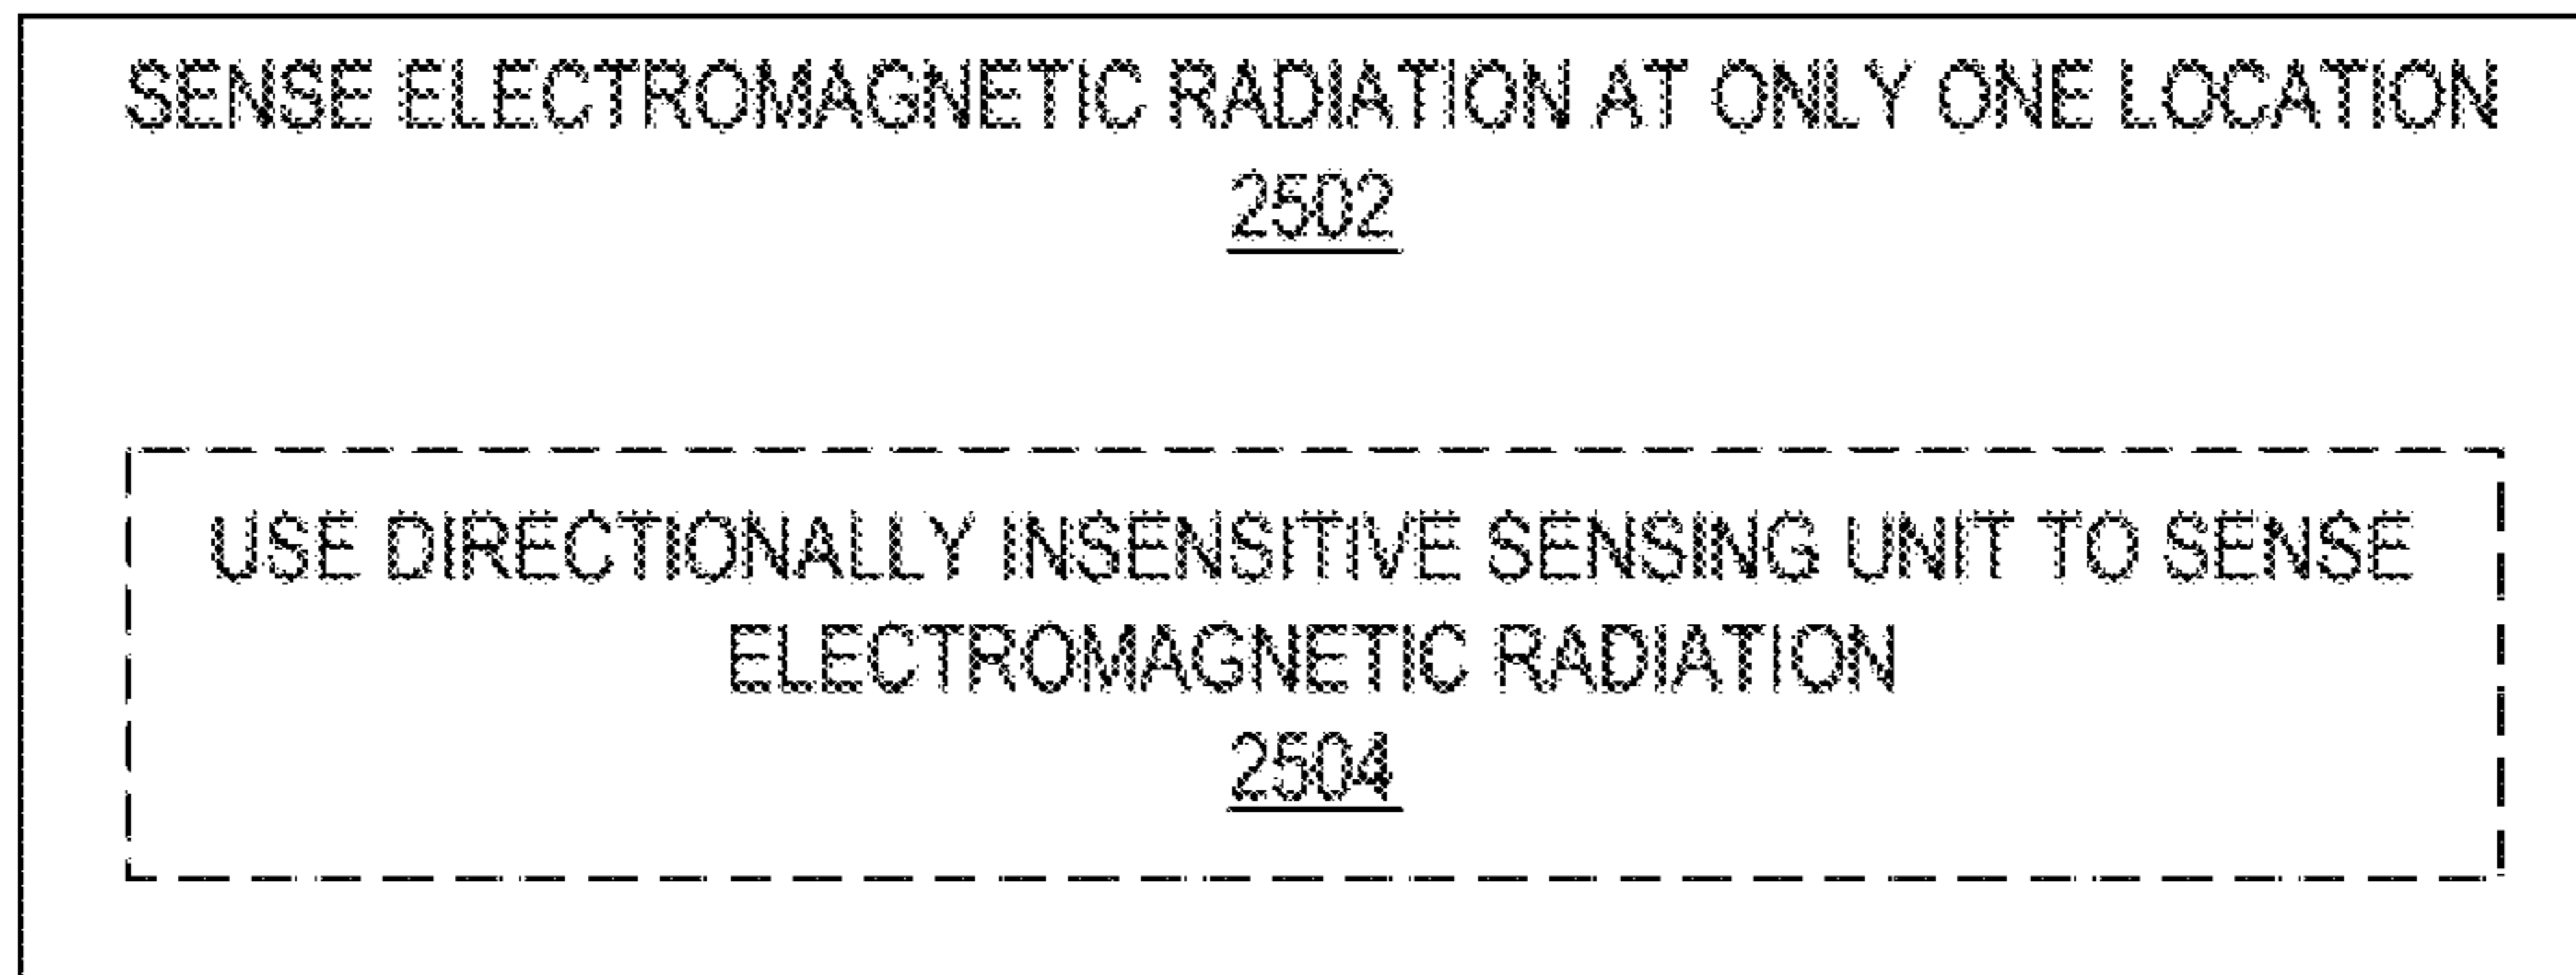 SENSE ELECTROMAGNETIC RADIATION AT ONLY ONE LOCATION
2502
USE DIRECTIONALLY INSENSITIVE SENSING UNIT TO SENSE
ELECTROMAGNETIC RADIATION
2504